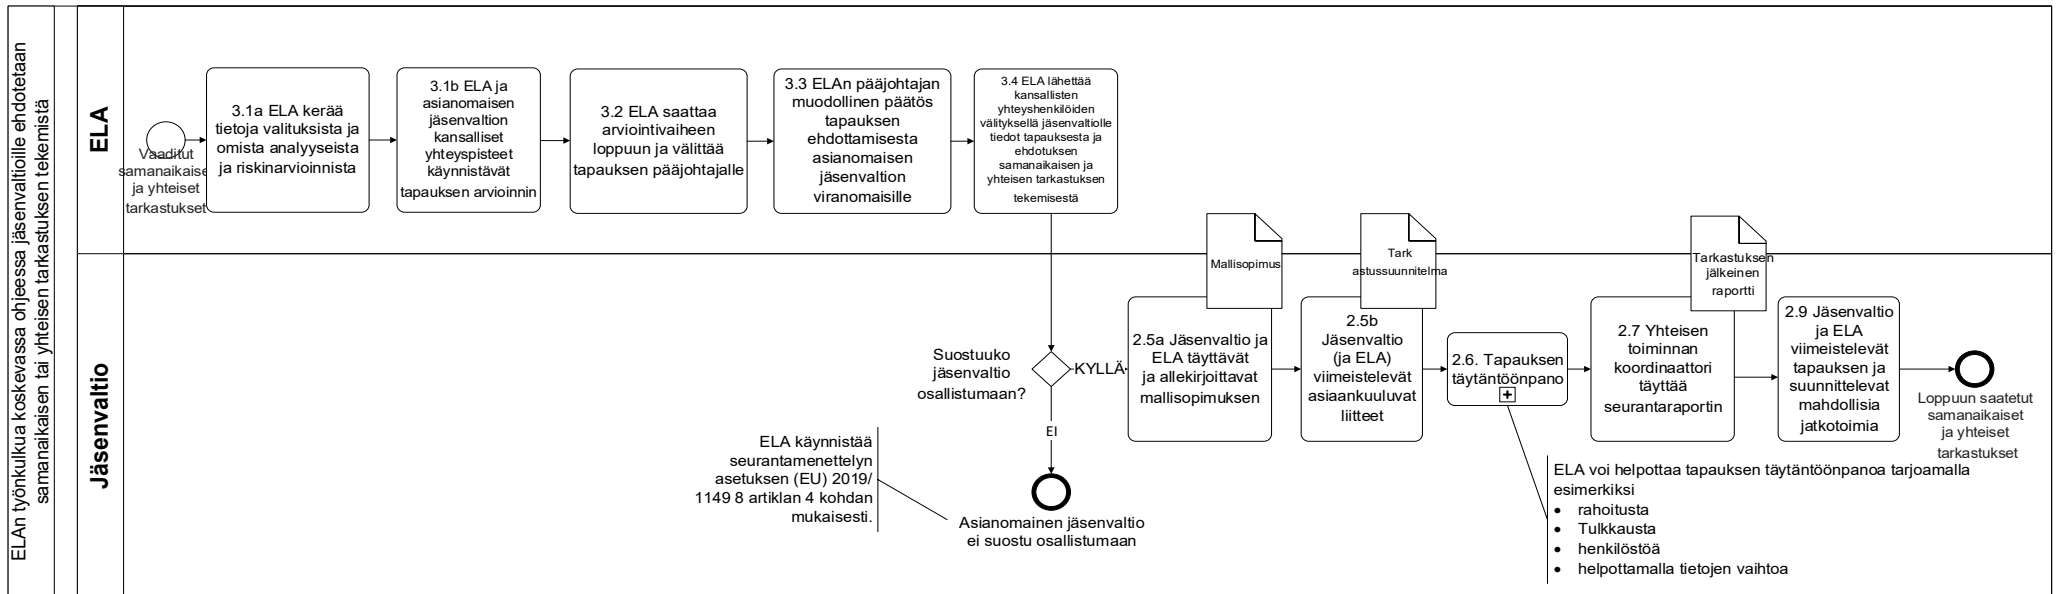 ELAn työnkulkua koskevassa ohjeessa jäsenvaltioille ehdotetaan
samanaikaisen tai yhteisen tarkastuksen tekemistä
ELA
Vaaditut
samanaikaise
ja yhteiset
tarkastukset
3.1a ELA kerää
tietoja valituksista ja
omista analyyseista
ja riskinarvioinnista
3.1b ELA ja
asianomaisen
jäsenvaltion
kansalliset
yhteyspisteet
käynnistävät
tapauksen arvioinnin
3.2 ELA saattaa
arviointivaiheen
loppuun ja välittää
tapauksen pääjohtajalle
3.3 ELAn pääjohtajan
muodollinen päätös
tapauksen
ehdottamisesta
asianomaisen
jäsenvaltion
viranomaisille
3.4 ELA lähettää
kansallisten
yhteyshenkilöiden
välityksellä jäsenvaltiolle
tiedot tapauksesta ja
ehdotuksen
samanaikaisen ja
yhteisen tarkastuksen
tekemisestä
Jäsenvaltio
Suostuuko
jäsenvaltio
osallistumaan?
KYLLÄ
EI
ELA käynnistää
seurantamenettelyn
asetuksen (EU) 2019/
1149 8 artiklan 4 kohdan
mukaisesti.
Asianomainen jäsenvaltio
ei suostu osallistumaan
Mallisopimus
2.5a Jäsenvaltio ja
ELA täyttävät
ja allekirjoittavat
mallisopimuksen
Tark
astussuunnitelma
2.5b
Jäsenvaltio
(ja ELA)
viimeistelevät
asiaankuuluvat
liitteet
2.6. Tapauksen
täytäntöönpano
ELA voi helpottaa tapauksen täytäntöönpanoa tarjoamalla
esimerkiksi
• rahoitusta
• Tulkkausta
• henkilöstöä
• helpottamalla tietojen vaihtoa
Tarkastuksen
jälkeinen
raportti
2.7 Yhteisen
toiminnan
koordinaattori
täyttää
seurantaraportin
2.9 Jäsenvaltio
ja ELA
viimeistelevät
tapauksen ja
suunnittelevat
mahdollisia
jatkotoimia
Loppuun saatetut
samanaikaiset
ja yhteiset
tarkastukset